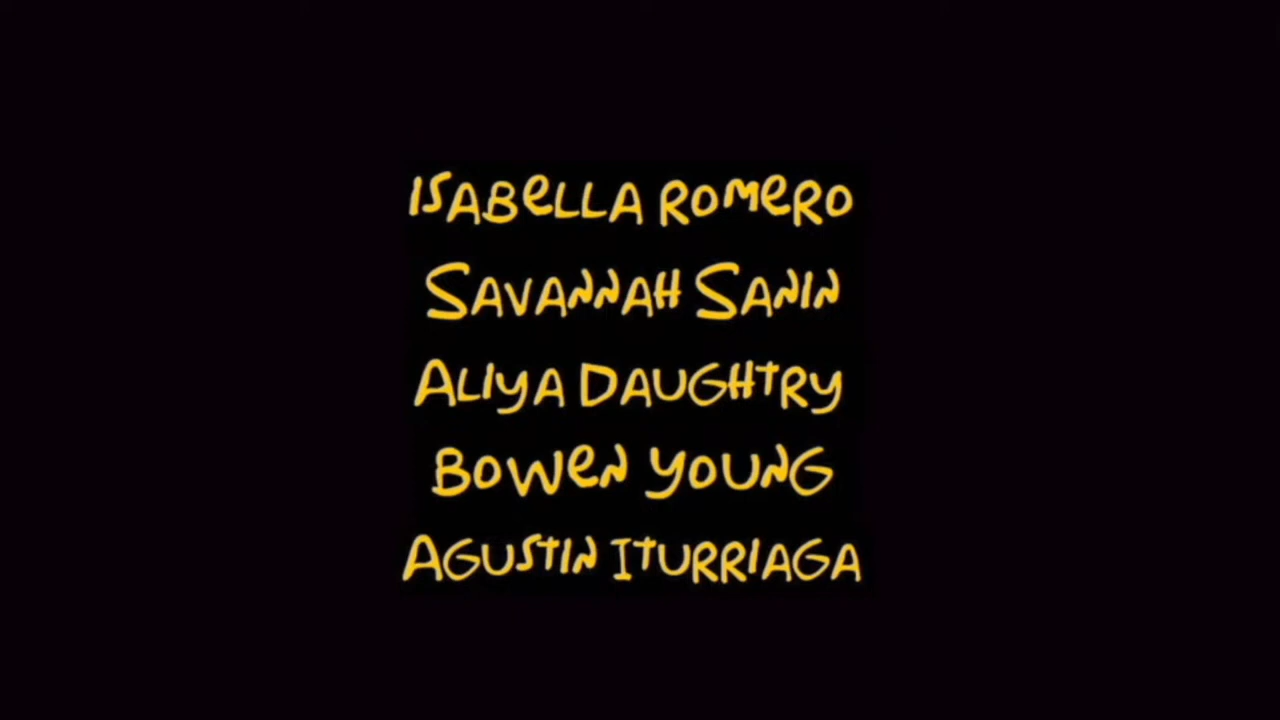 Isabella Romero
Savannah Sanin
Aliya Daughtry
Bowen Young
Agustin Iturriaga